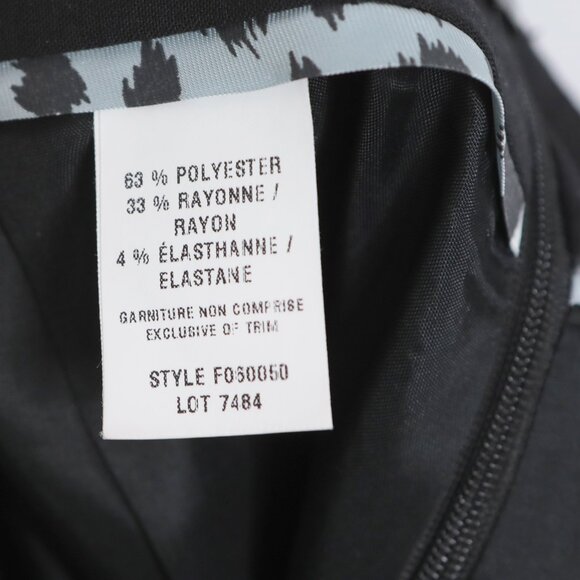 63 % POLYESTER
33 % RAYONNE /
RAYON
4 % ÉLASTHANNE /
ELASTANE
GARNITURE NON COMPRISE
EXCLUSIVE OF TRIM
STYLE F060050
LOT 7484